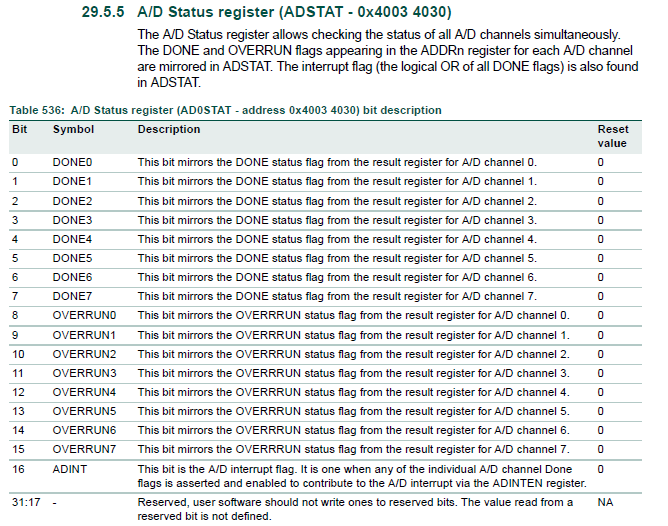 29.5.5 A/D Status register (ADSTAT - 0x4003 4030)
The A/D Status register allows checking the status of all A/D channels simultaneously.
The DONE and OVERRUN flags appearing in the ADDRn register for each A/D channel
are mirrored in ADSTAT. The interrupt flag (the logical OR of all DONE flags) is also found
in ADSTAT.
Table 536: A/D Status register (AD0STAT - address 0x4003 4030) bit description
Bit Symbol Description Reset
value
0 DONE0 This bit mirrors the DONE status flag from the result register for A/D channel 0. 0
1 DONE1 This bit mirrors the DONE status flag from the result register for A/D channel 1. 0
2 DONE2 This bit mirrors the DONE status flag from the result register for A/D channel 2. 0
3 DONE3 This bit mirrors the DONE status flag from the result register for A/D channel 3. 0
4 DONE4 This bit mirrors the DONE status flag from the result register for A/D channel 4. 0
5 DONE5 This bit mirrors the DONE status flag from the result register for A/D channel 5. 0
6 DONE6 This bit mirrors the DONE status flag from the result register for A/D channel 6. 0
7 DONE7 This bit mirrors the DONE status flag from the result register for A/D channel 7. 0
8 OVERRUN0 This bit mirrors the OVERRRUN status flag from the result register for A/D channel 0. 0
9 OVERRUN1 This bit mirrors the OVERRRUN status flag from the result register for A/D channel 1. 0
10 OVERRUN2 This bit mirrors the OVERRRUN status flag from the result register for A/D channel 2. 0
11 OVERRUN3 This bit mirrors the OVERRRUN status flag from the result register for A/D channel 3. 0
12 OVERRUN4 This bit mirrors the OVERRRUN status flag from the result register for A/D channel 4. 0
13 OVERRUN5 This bit mirrors the OVERRRUN status flag from the result register for A/D channel 5. 0
14 OVERRUN6 This bit mirrors the OVERRRUN status flag from the result register for A/D channel 6. 0
15 OVERRUN7 This bit mirrors the OVERRRUN status flag from the result register for A/D channel 7. 0
16 ADINT This bit is the A/D interrupt flag. It is one when any of the individual A/D channel Done 0
flags is asserted and enabled to contribute to the A/D interrupt via the ADINTEN register.
31:17 - Reserved, user software should not write ones to reserved bits. The value read from a NA
reserved bit is not defined.